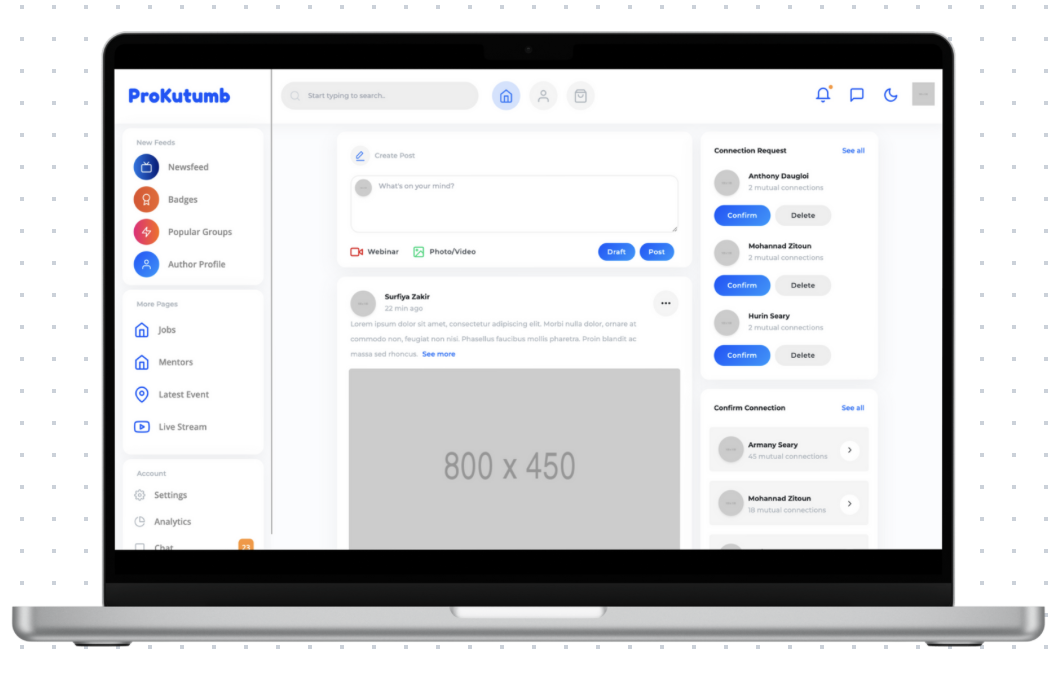 ProKutumb
Start typing to search..
New Feeds
Newsfeed
Badges
Popular Groups
Author Profile
More Pages
Jobs
Mentors
Latest Event
Live Stream
Account
Settings
Analytics
Chat
23
Create Post
What's on your mind?
Webinar
Photo/Video
Draft
Post
Surfiya Zakir
22 min ago
Lorem ipsum dolor sit amet, consectetur adipiscing elit. Morbi nulla dolor, ornare at
commodo non, feugiat non nisi. Phasellus faucibus mollis pharetra. Proin blandit ac
massa sed rhoncus. See more
800 x 450
Connection Request
See all
Anthony Daugloi
2 mutual connections
Confirm
Delete
Mohannad Zitoun
2 mutual connections
Confirm
Delete
Hurin Seary
2 mutual connections
Confirm
Delete
Confirm Connection
See all
Armany Seary
45 mutual connections
Mohannad Zitoun
18 mutual connections